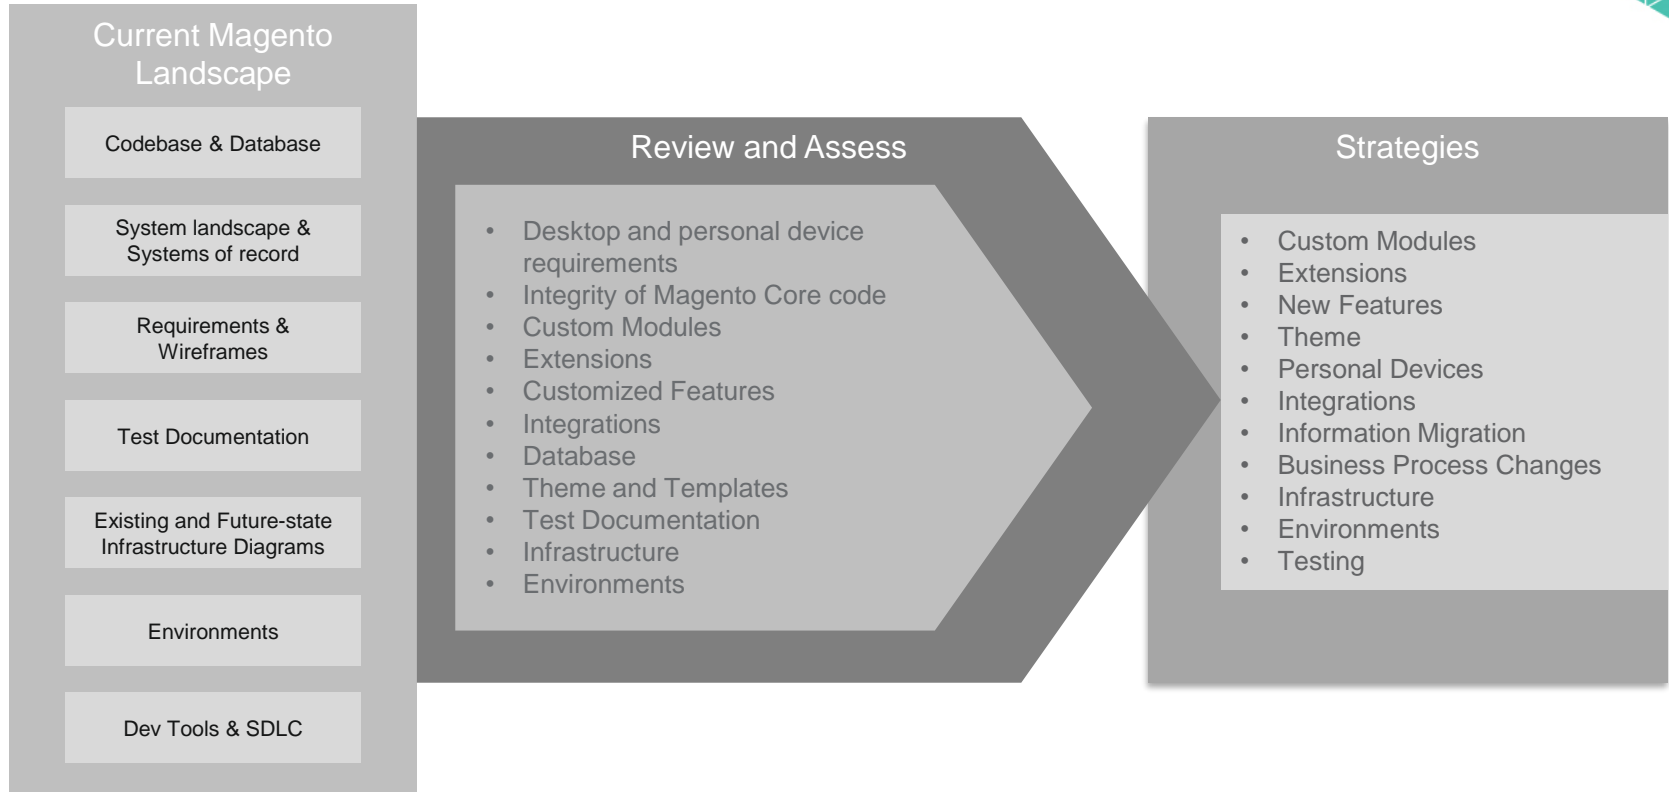 Current Magento
Landscape
Codebase & Database
System landscape &
Systems of record
Requirements &
Wireframes
Test Documentation
Existing and Future-state
Infrastructure Diagrams
Environments
Dev Tools & SDLC
Review and Assess
• Desktop and personal device
requirements
• Integrity of Magento Core code
• Custom Modules
• Extensions
• Customized Features
• Integrations
• Database
• Theme and Templates
• Test Documentation
• Infrastructure
• Environments
Strategies
• Custom Modules
• Extensions
• New Features
• Theme
• Personal Devices
• Integrations
• Information Migration
• Business Process Changes
• Infrastructure
• Environments
• Testing